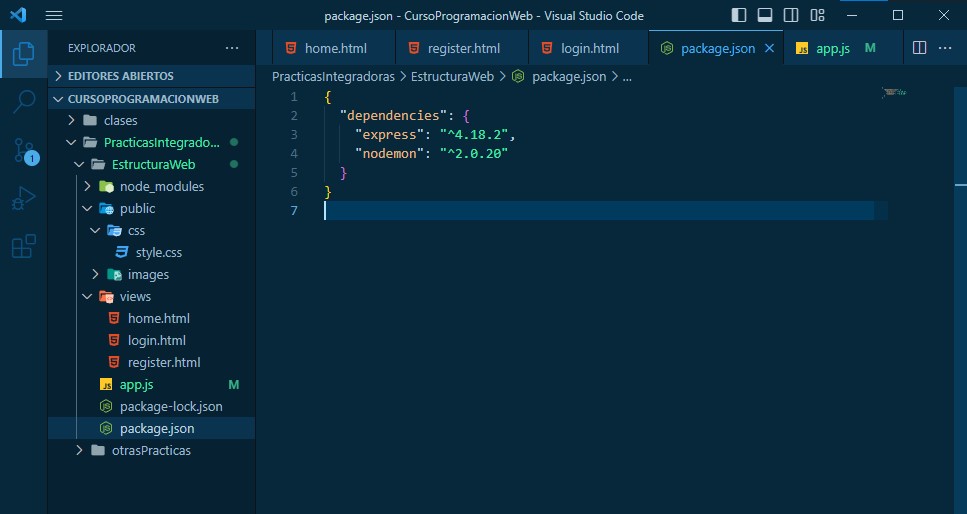 package.json - CursoProgramacionWeb - Visual Studio Code
EXPLORADOR
EDITORES ABIERTOS
CURSOPROGRAMACIONWEB
clases
PracticasIntegrado...
EstructuraWeb
node_modules
public
css
style.css
images
views
home.html
login.html
register.html
app.js M
package-lock.json
package.json
otrasPracticas
1
home.html register.html login.html package.json app.js M
PracticasIntegradoras > EstructuraWeb > package.json > ...
1 {
2 "dependencies": {
3 "express": "^4.18.2",
4 "nodemon": "^2.0.20"
5 }
6 }
7